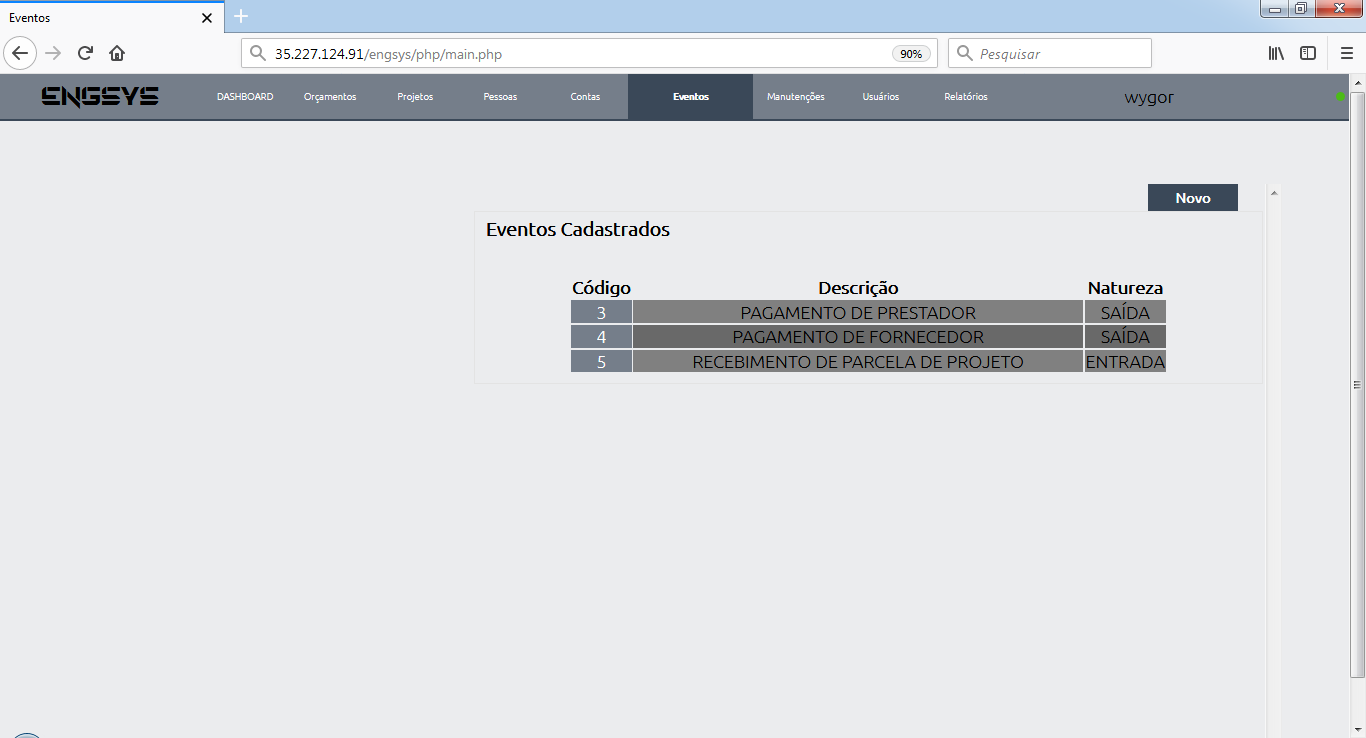 Eventos
35.227.124.91/engsys/php/main.php 90% Pesquisar
ENGSYS DASHBOARD Orçamentos Projetos Pessoas Contas Eventos Manutenções Usuários Relatórios wygor
Novo
Eventos Cadastrados
Código Descrição Natureza
3 PAGAMENTO DE PRESTADOR SAÍDA
4 PAGAMENTO DE FORNECEDOR SAÍDA
5 RECEBIMENTO DE PARCELA DE PROJETO ENTRADA